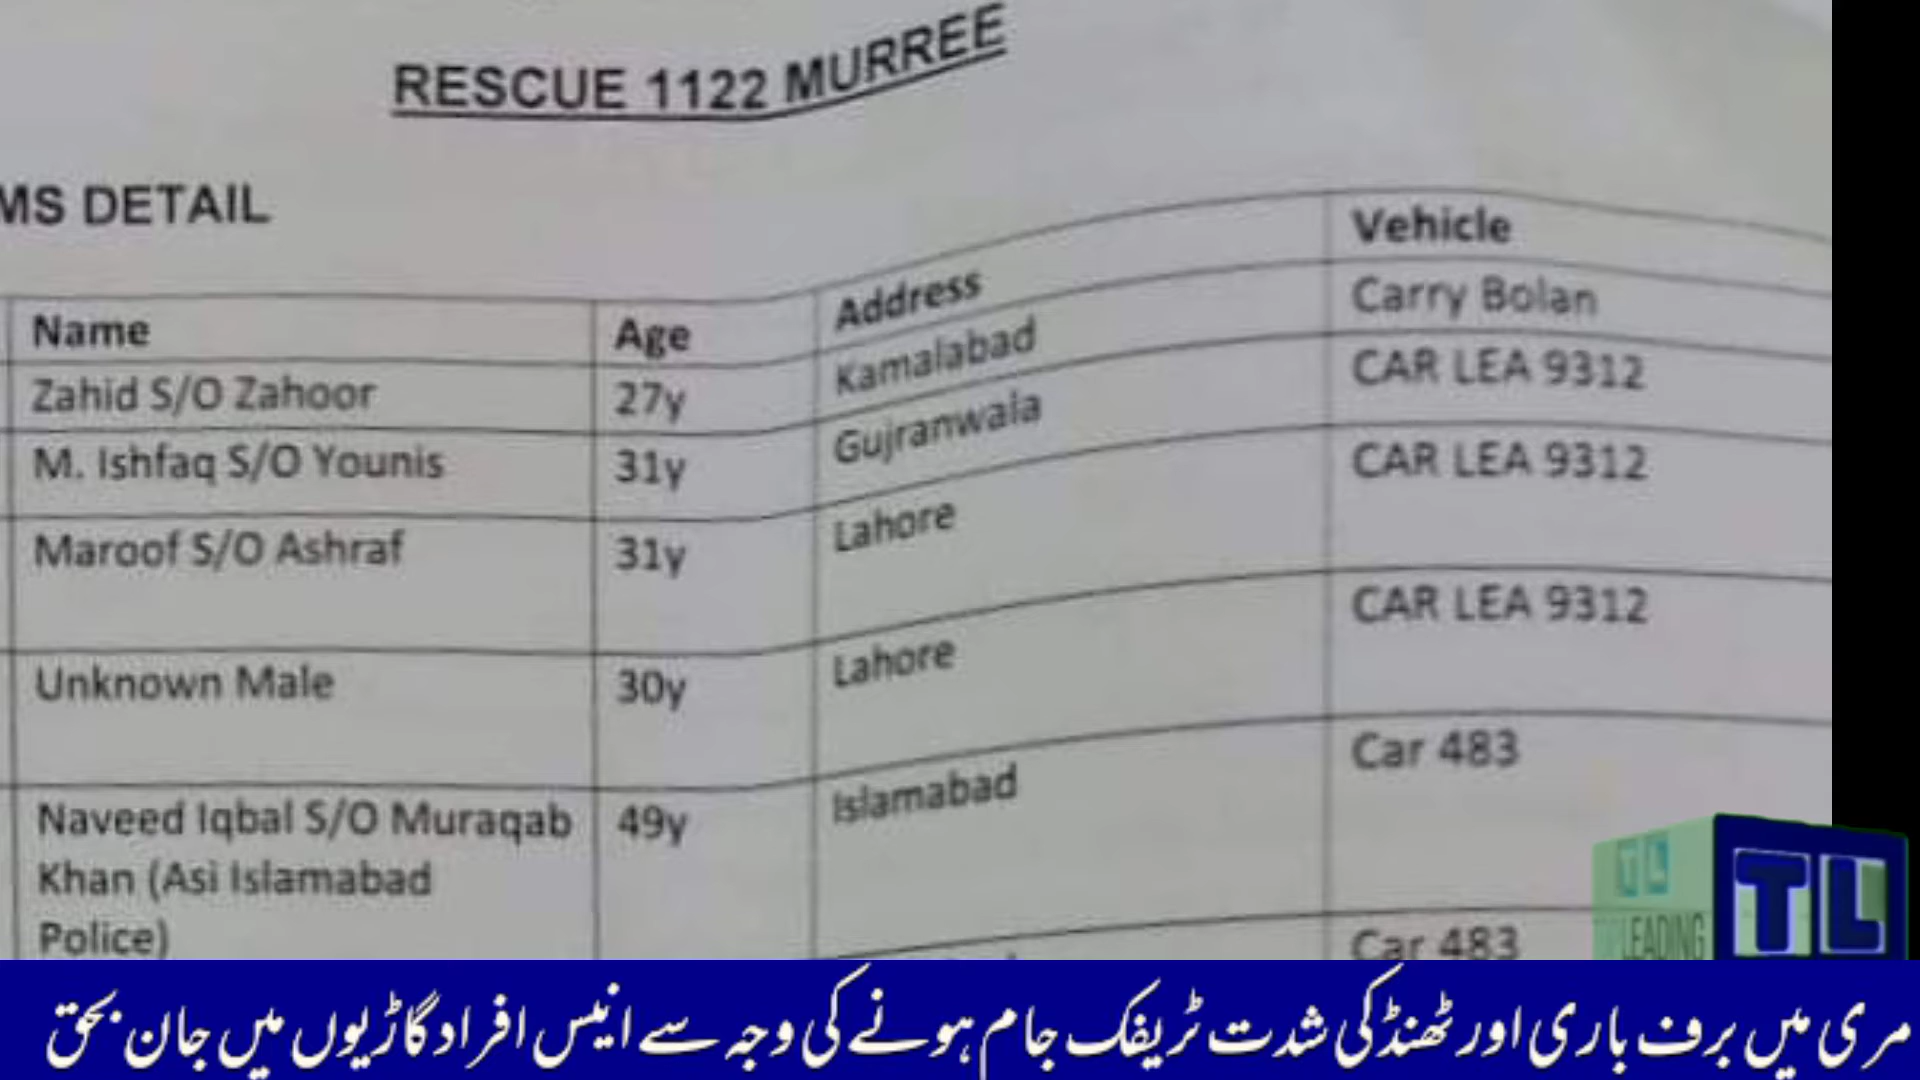 RESCUE 1122 MURREE
MS DETAIL
Name Age Address Vehicle
Zahid S/O Zahoor 27y Kamalabad Carry Bolan
M. Ishfaq S/O Younis 31y Gujranwala CAR LEA 9312
Maroof S/O Ashraf 31y Lahore CAR LEA 9312
Unknown Male 30y Lahore CAR LEA 9312
Naveed Iqbal S/O Muraqab 49y Islamabad Car 483
Khan (Asi Islamabad
Police)
Car 483
TL
LEADING
TL
مری میں برف باری اور ٹھنڈ کی شدت ٹریفک جام ہونے کی وجہ سے انیس افراد گاڑیوں میں جان بحق